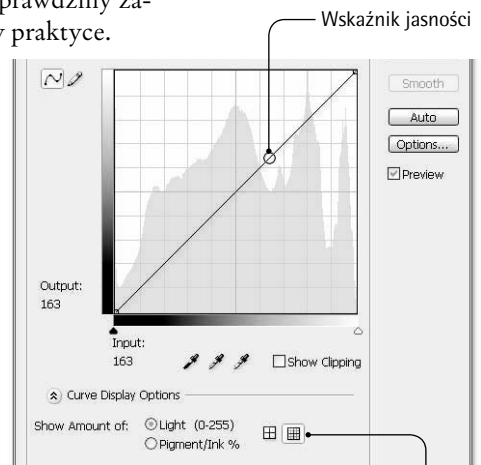 prawdzimy za-
y praktyce.
Wskaźnik jasności
Smooth
Auto
Options...
Preview
Output:
163
Input:
163
Show Clipping
Curve Display Options
Show Amount of:
Light (0-255)
Pigment/Ink %